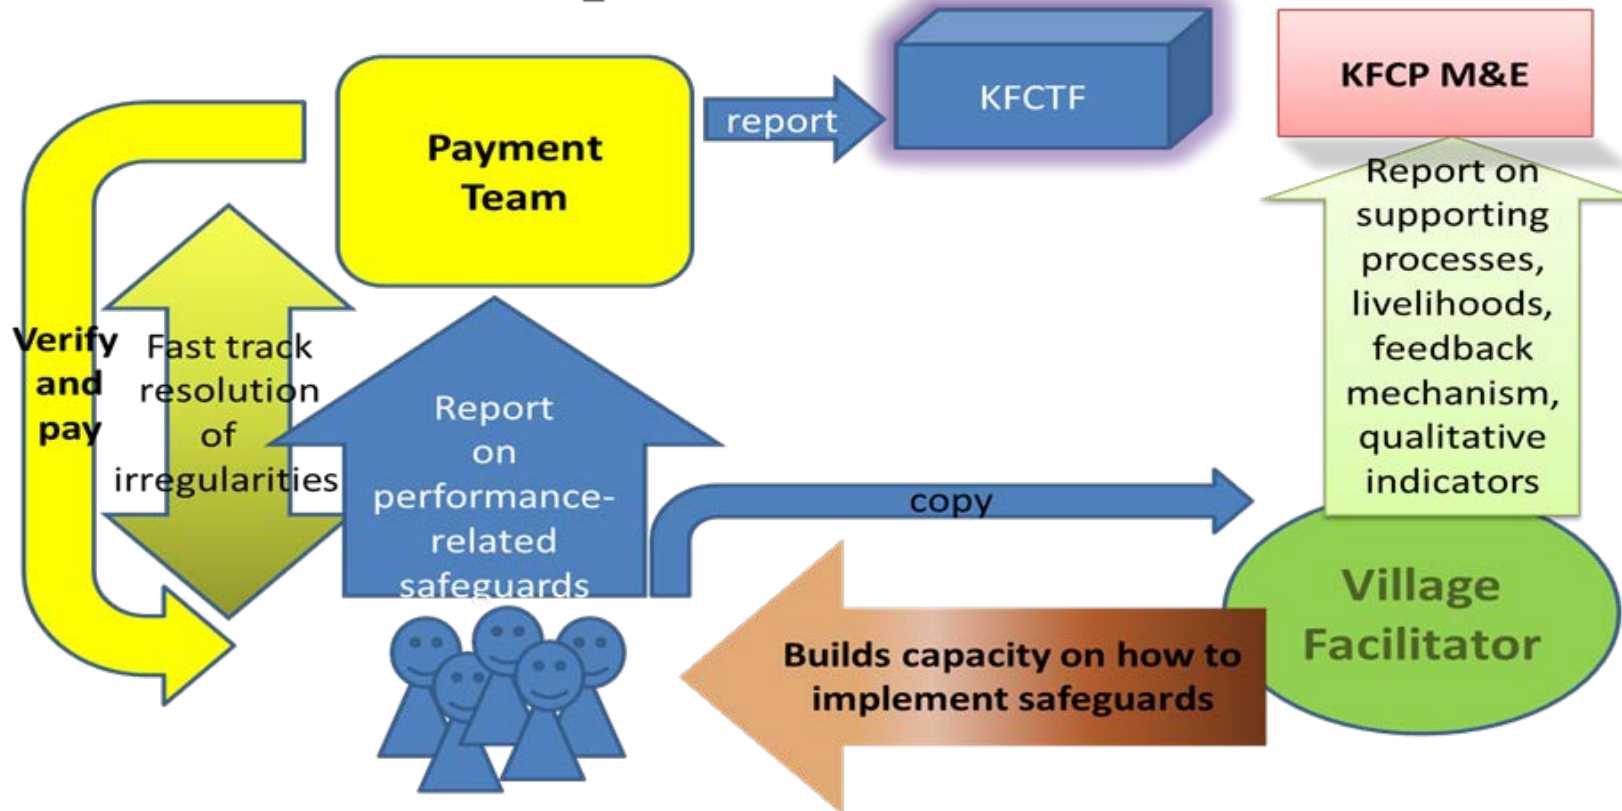 Payment
Team
report
KFCTF
KFCP M&E
Report on
supporting
processes,
livelihoods,
feedback
mechanism,
qualitative
indicators
Verify
and
pay
Fast track
resolution
of
irregularities
Report
on
performance-
related
safeguards
copy
Builds capacity on how to
implement safeguards
Village
Facilitator